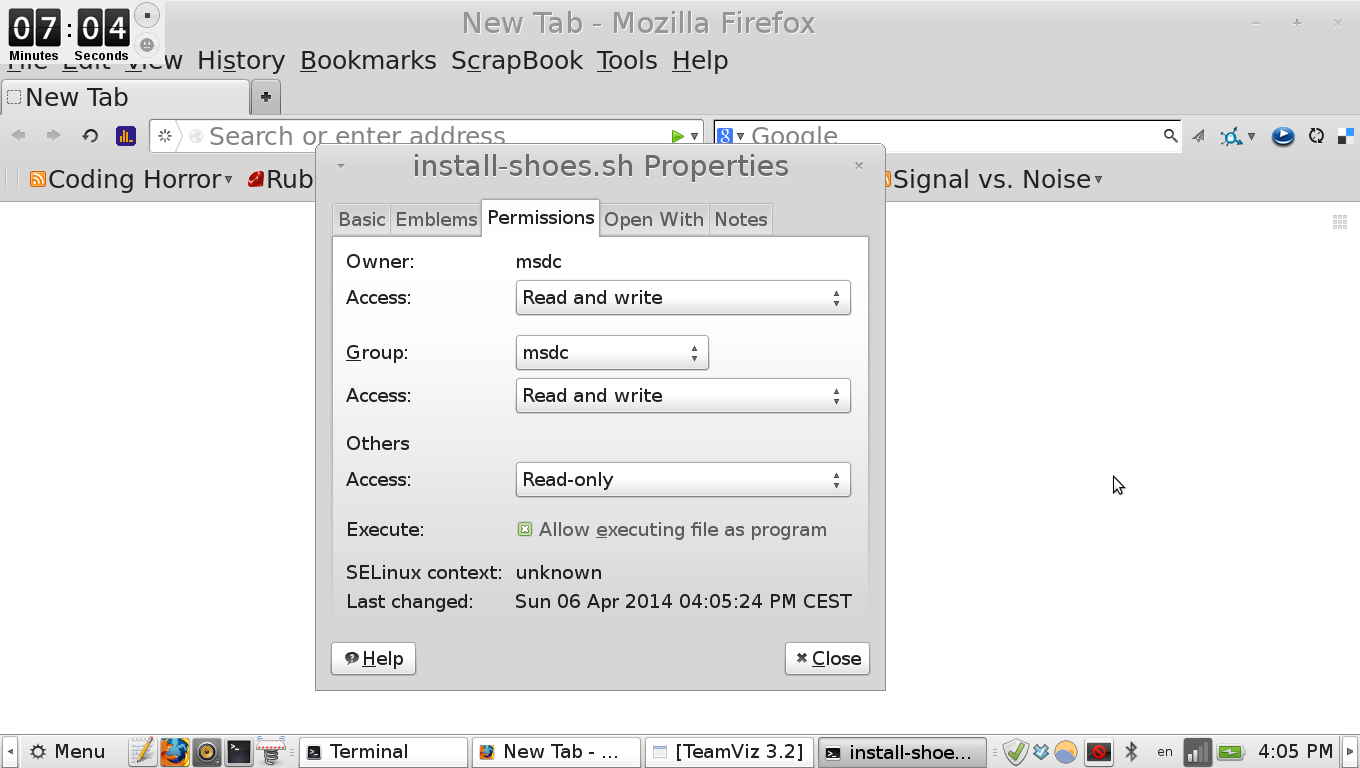 07:04
Minutes Seconds
New Tab - Mozilla Firefox
File Edit View History Bookmarks ScrapBook Tools Help
New Tab
Search or enter address
8 Google
Coding Horror Rub Signal vs. Noise
install-shoes.sh Properties
Basic Emblems Permissions Open With Notes
Owner: msdc
Access: Read and write
Group: msdc
Access: Read and write
Others
Access: Read-only
Execute: Allow executing file as program
SELinux context: unknown
Last changed: Sun 06 Apr 2014 04:05:24 PM CEST
Help Close
Menu Terminal New Tab - ... [TeamViz 3.2] install-shoe... en 4:05 PM